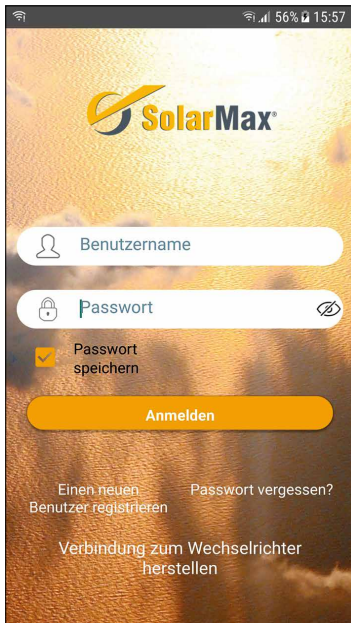 56% 15:57
SolarMax®
Benutzername
Passwort
Passwort
speichern
Anmelden
Einen neuen
Benutzer registrieren
Passwort vergessen?
Verbindung zum Wechselrichter
herstellen